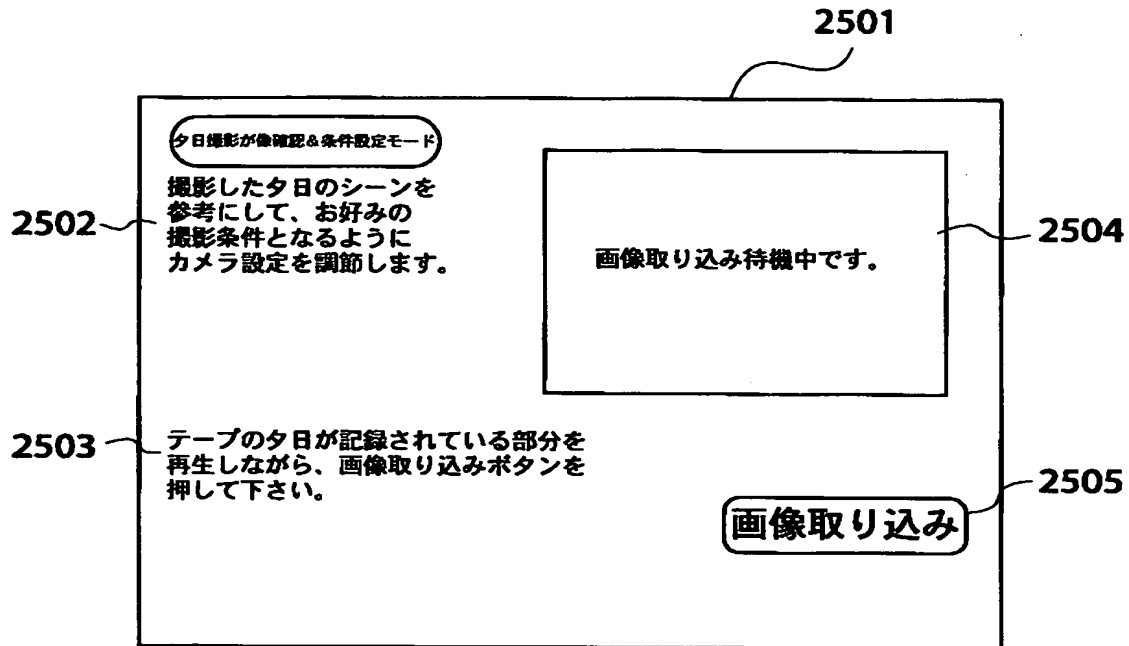 2501
夕日撮影が像確認&条件設定モード
2502
撮影した夕日のシーンを
参考にして、お好みの
撮影条件となるように
カメラ設定を調節します。
画像取り込み待機中です。
2504
2503
テープの夕日が記録されている部分を
再生しながら、画像取り込みボタンを
押して下さい。
2505
画像取り込み